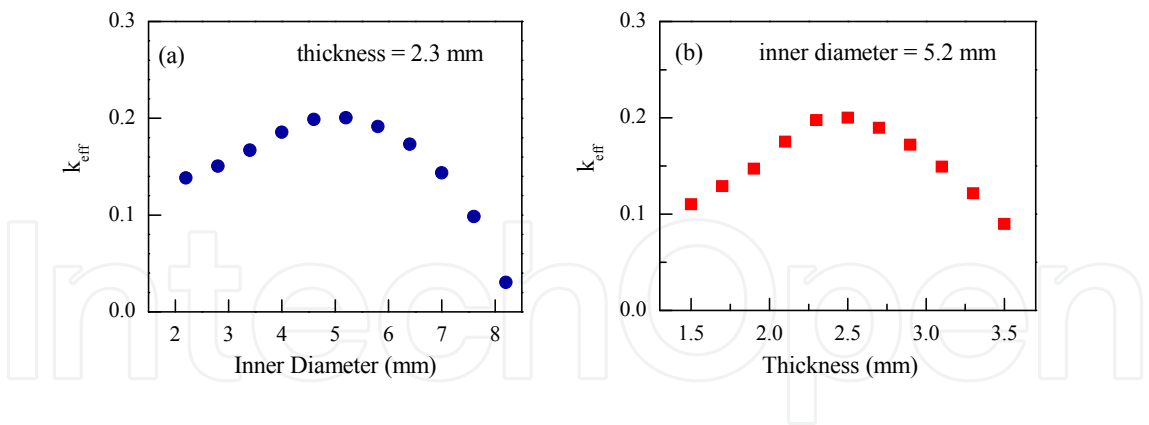 (a)
thickness = 2.3 mm
0.3
0.2
0.1
0.0
k_eff
2 3 4 5 6 7 8
Inner Diameter (mm)
(b)
inner diameter = 5.2 mm
0.3
0.2
0.1
0.0
k_eff
1.5 2.0 2.5 3.0 3.5
Thickness (mm)
IntechOpen